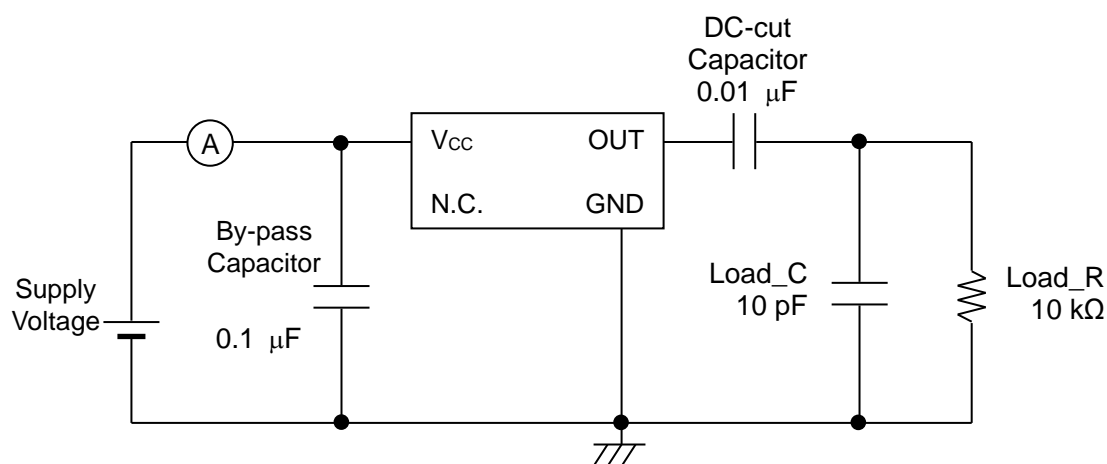 DC-cut
Capacitor
0.01 μF
A
VCC
OUT
N.C.
GND
By-pass
Capacitor
0.1 μF
Supply
Voltage
Load_C
10 pF
Load_R
10 kΩ